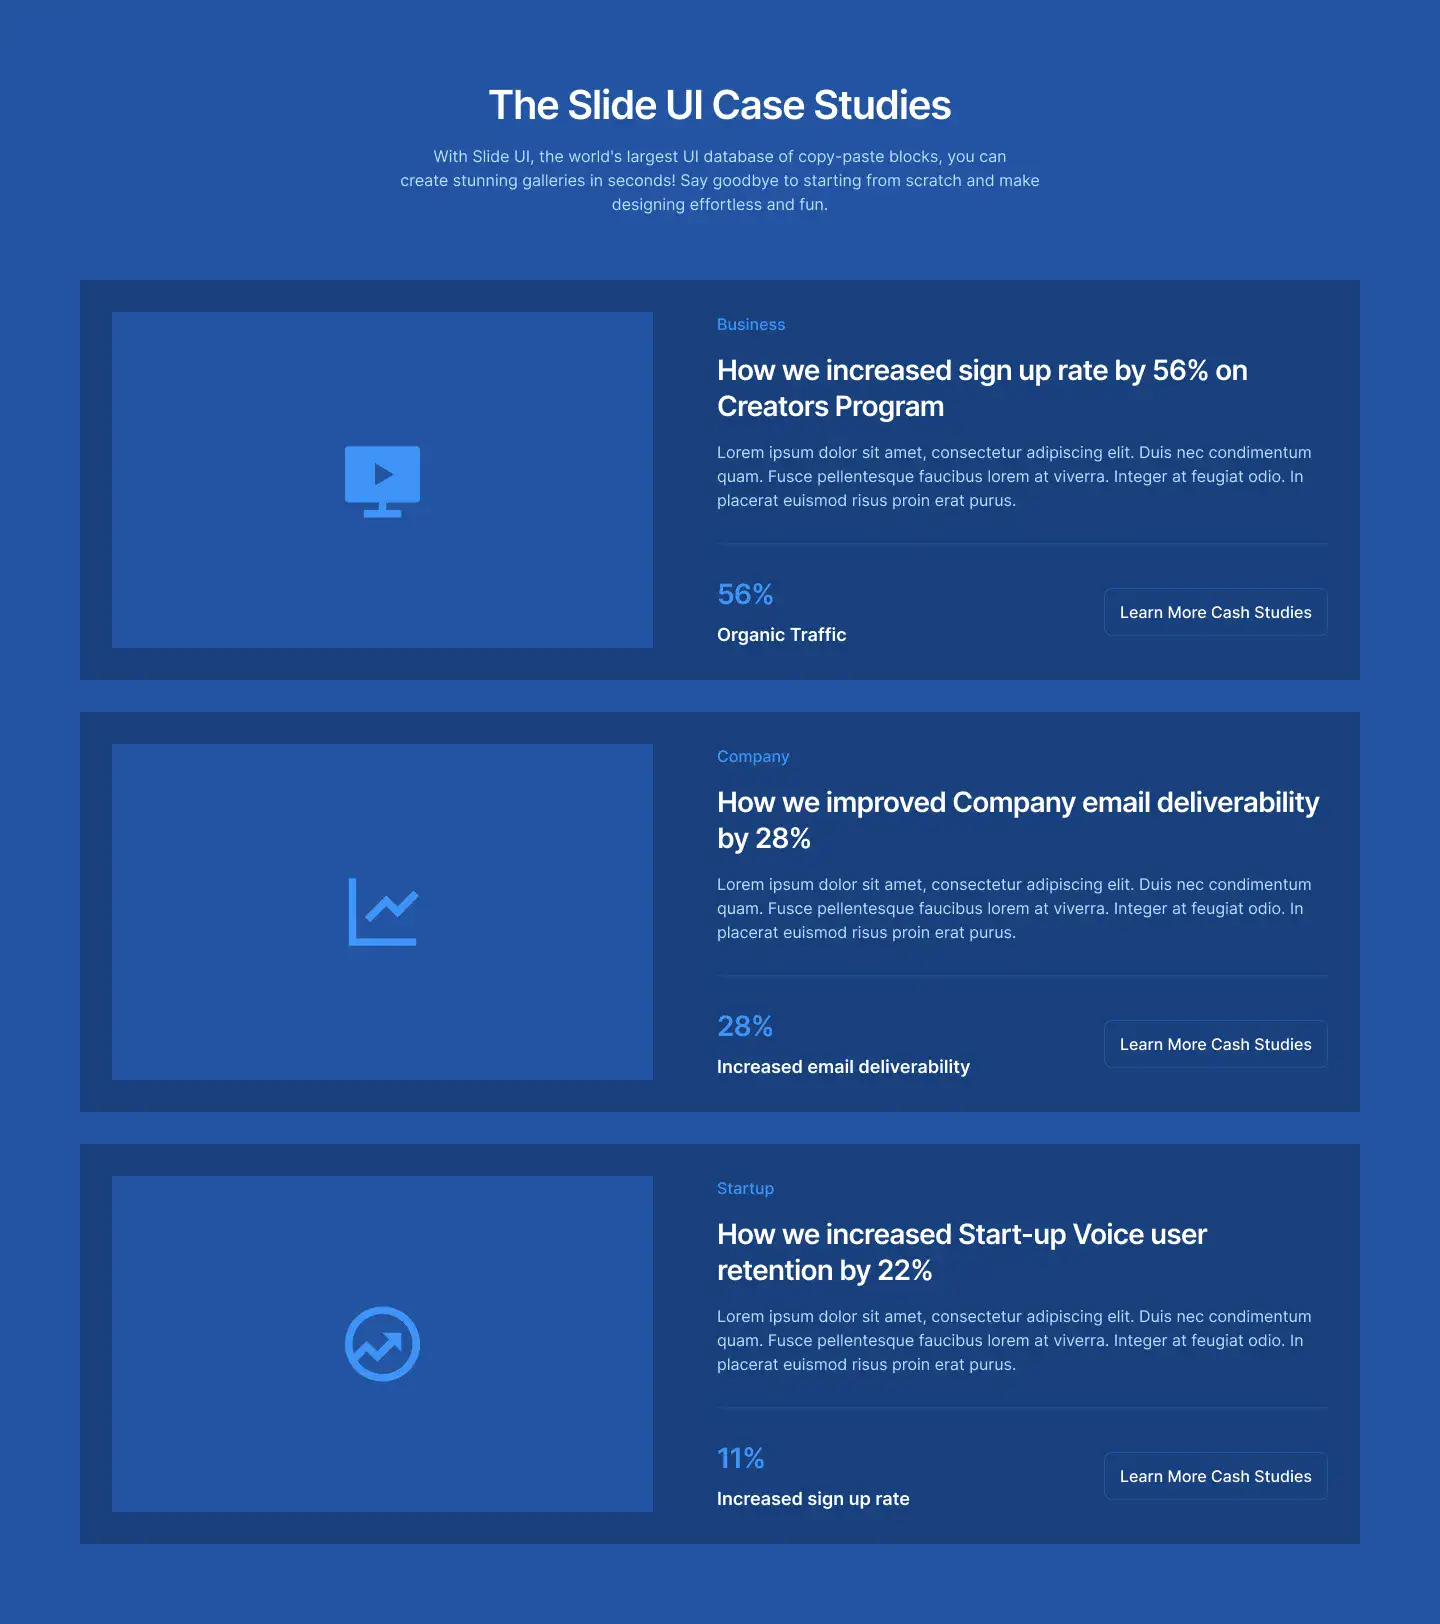 The Slide UI Case Studies
With Slide UI, the world's largest UI database of copy-paste blocks, you can
create stunning galleries in seconds! Say goodbye to starting from scratch and make
designing effortless and fun.
Business
How we increased sign up rate by 56% on
Creators Program
Lorem ipsum dolor sit amet, consectetur adipiscing elit. Duis nec condimentum
quam. Fusce pellentesque faucibus lorem at viverra. Integer at feugiat odio. In
placerat euismod risus proin erat purus.
56%
Organic Traffic
Learn More Cash Studies
Company
How we improved Company email deliverability
by 28%
Lorem ipsum dolor sit amet, consectetur adipiscing elit. Duis nec condimentum
quam. Fusce pellentesque faucibus lorem at viverra. Integer at feugiat odio. In
placerat euismod risus proin erat purus.
28%
Increased email deliverability
Learn More Cash Studies
Startup
How we increased Start-up Voice user
retention by 22%
Lorem ipsum dolor sit amet, consectetur adipiscing elit. Duis nec condimentum
quam. Fusce pellentesque faucibus lorem at viverra. Integer at feugiat odio. In
placerat euismod risus proin erat purus.
11%
Increased sign up rate
Learn More Cash Studies